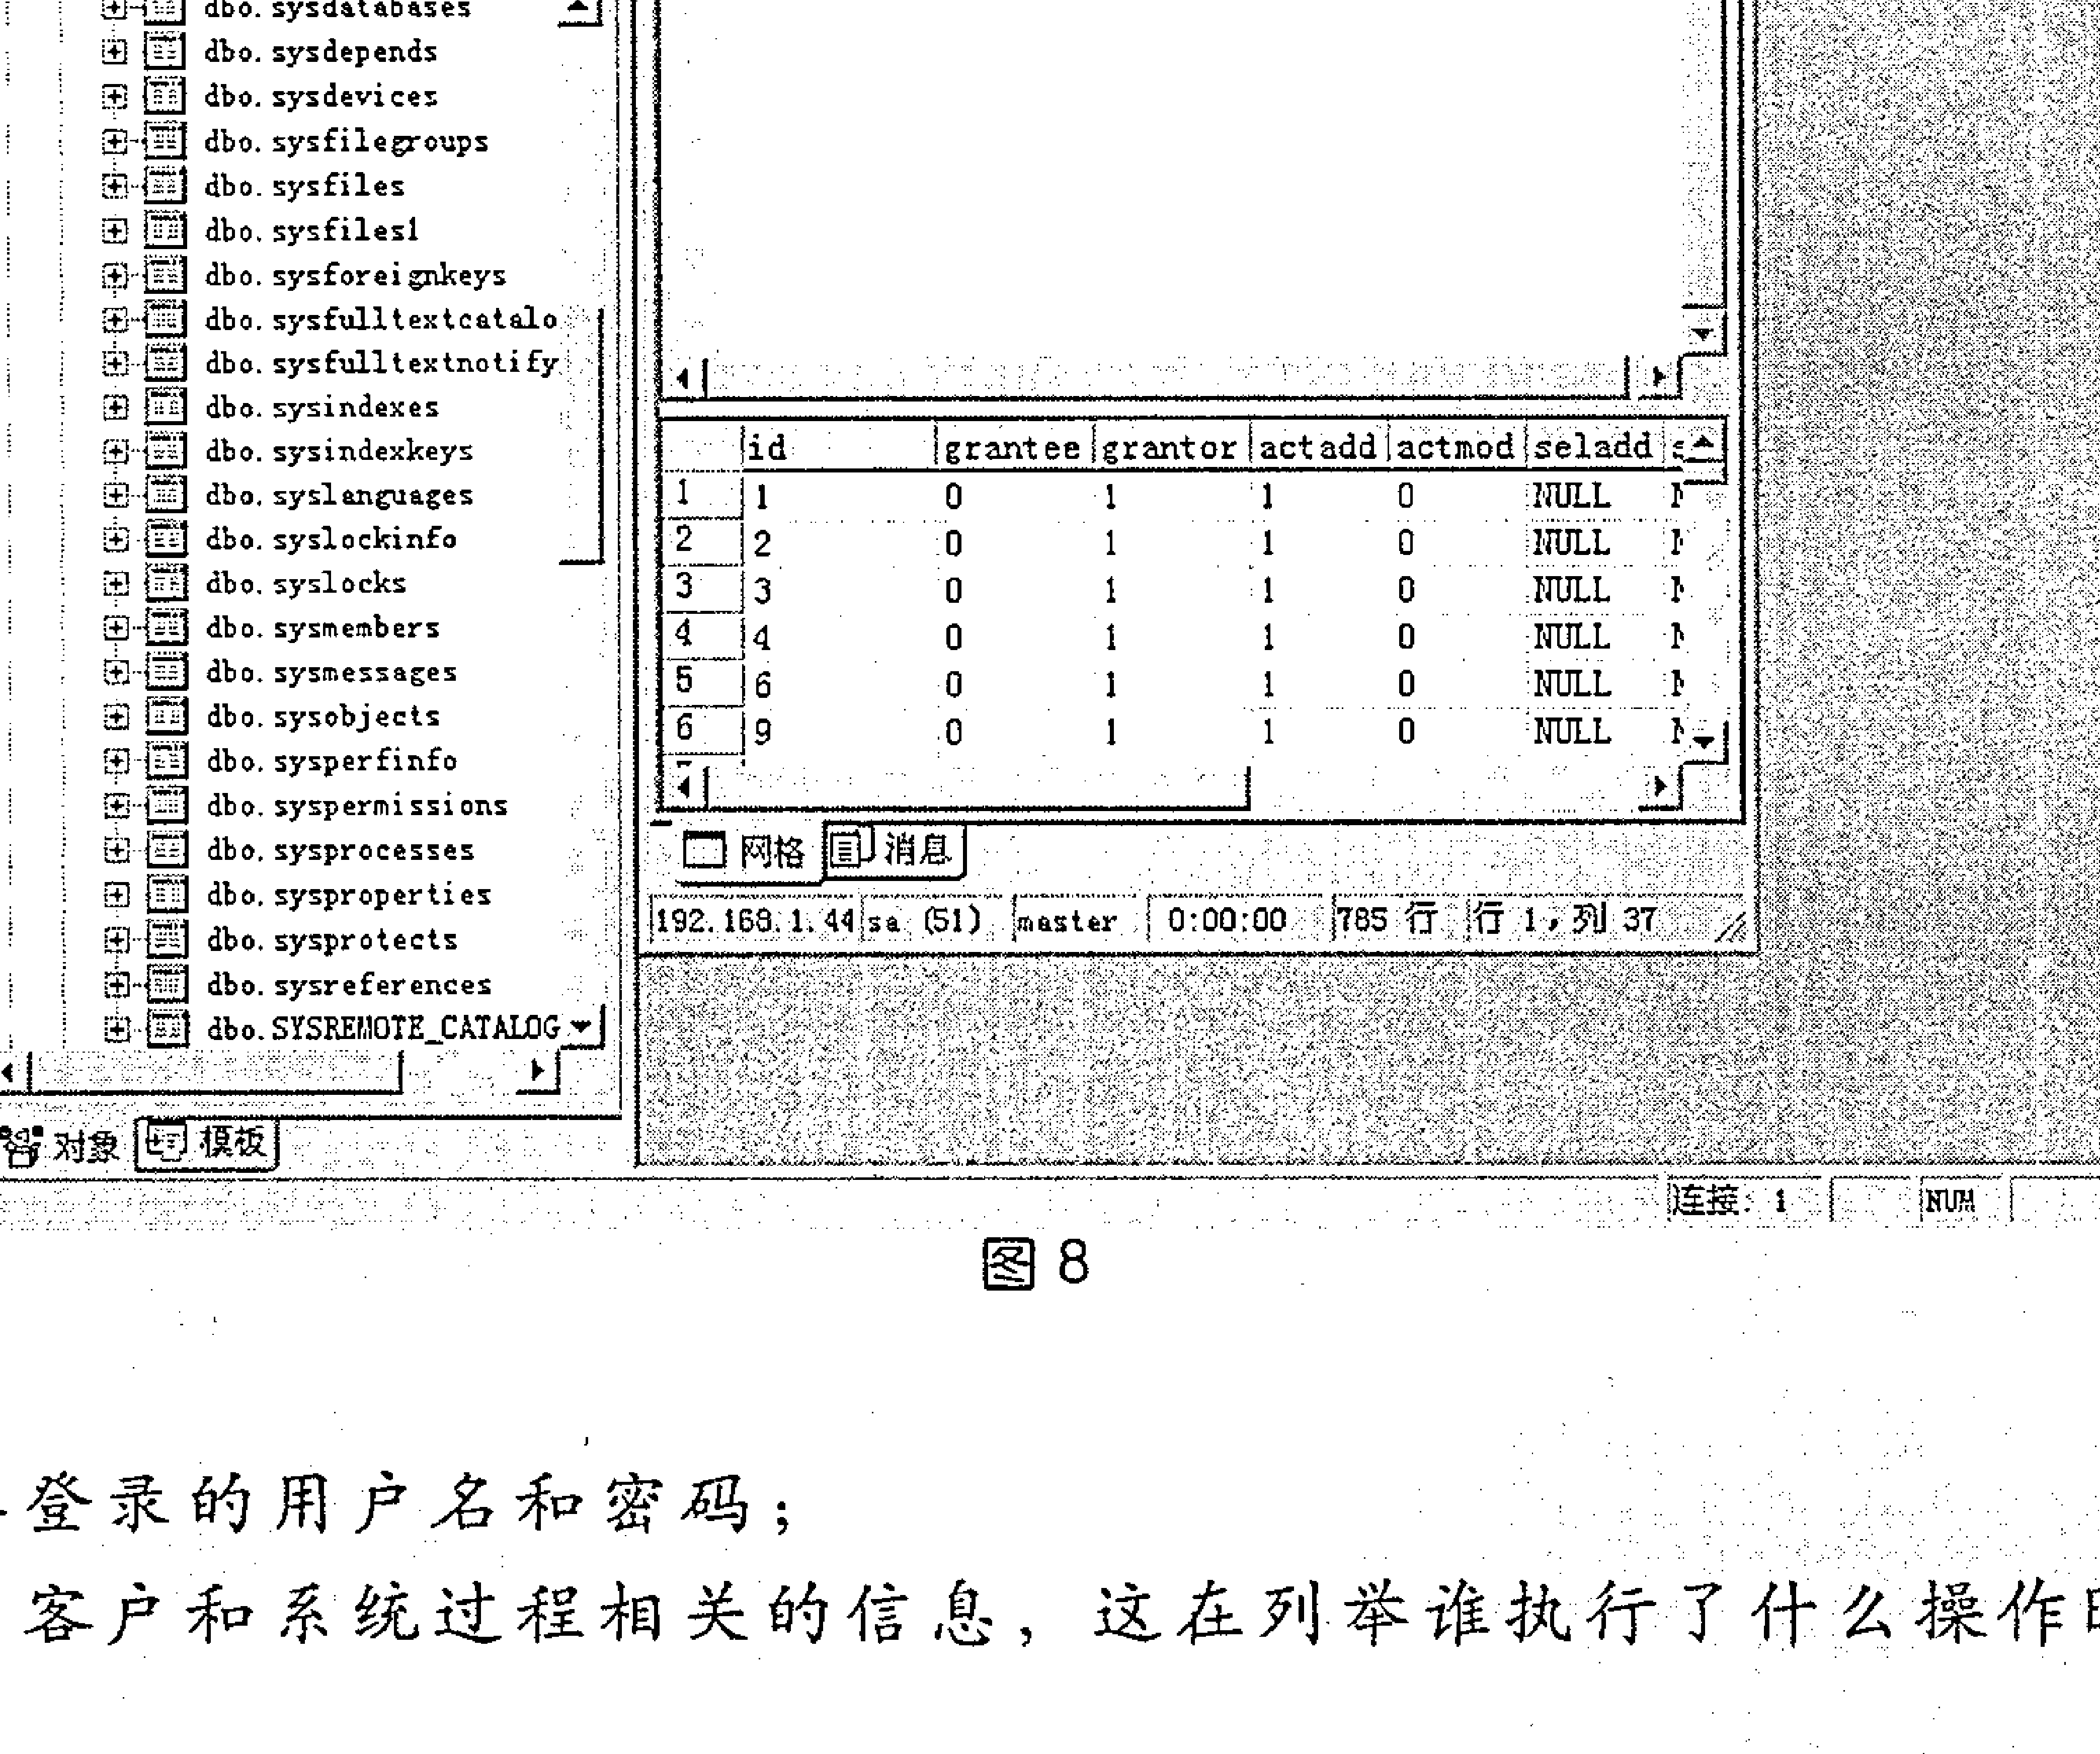 dbo.sysdatabases
dbo.sysdepends
dbo.sysdevices
dbo.sysfilegroups
dbo.sysfiles
dbo.sysfiles1
dbo.sysforeignkeys
dbo.sysfulltextcatalo
dbo.sysfulltextnotify
dbo.sysindexes
dbo.sysindexkeys
dbo.syslanguages
dbo.syslockinfo
dbo.syslocks
dbo.sysmembers
dbo.sysmessages
dbo.sysobjects
dbo.sysperfinfo
dbo.syspermissions
dbo.sysprocesses
dbo.sysproperties
dbo.sysprotects
dbo.sysreferences
dbo.SYSREMOTE_CATALOG
对象 模板
id grantee grantor actadd actmod seladd
1 1 0 1 1 0 NULL
2 2 0 1 1 0 NULL
3 3 0 1 1 0 NULL
4 4 0 1 1 0 NULL
5 6 0 1 1 0 NULL
6 9 0 1 1 0 NULL
网格 消息
192.168.1.44 sa (51) master 0:00:00 785 行 行 1，列 37
连接: 1 NUM
图 8
登录的用户名和密码；
客户和系统过程相关的信息，这在列举谁执行了什么操作